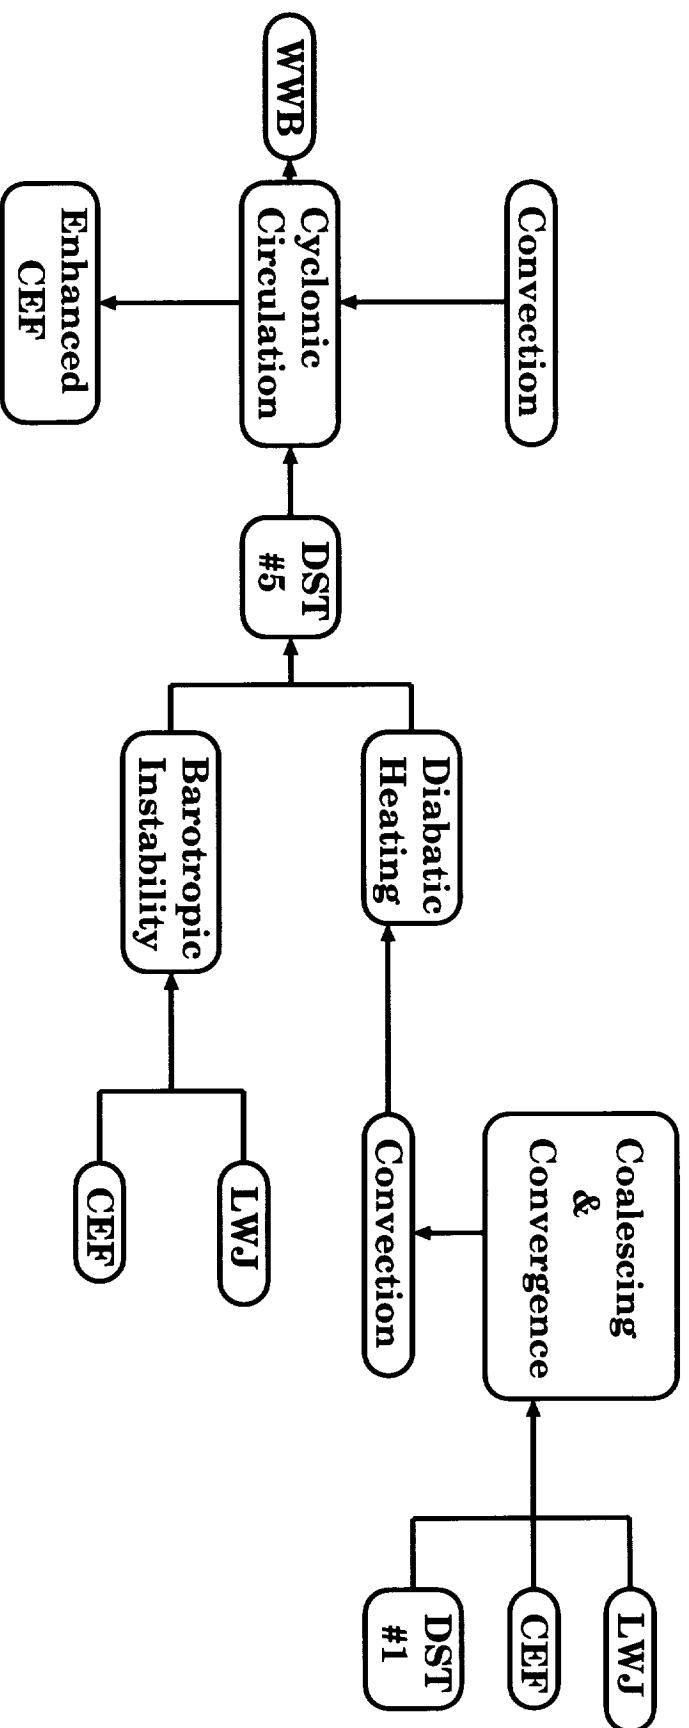 Coalescing
&
Convergence
LWJ
CEF
DST
#1
Convection
Diabatic
Heating
Convection
WWB
Cyclonic
Circulation
DST
#5
LWJ
Barotropic
Instability
CEF
Enhanced
CEF